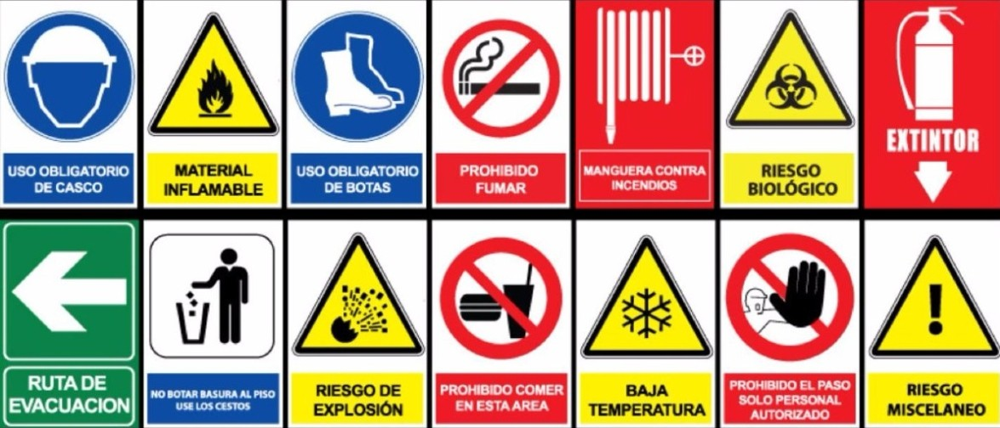 USO OBLIGATORIO
DE CASCO
MATERIAL
INFLAMABLE
USO OBLIGATORIO
DE BOTAS
PROHIBIDO
FUMAR
MANGUERA CONTRA
INCENDIOS
RIESGO
BIOLÓGICO
EXTINTOR
RUTA DE
EVACUACION
NO BOTAR BASURA AL PISO
USE LOS CESTOS
RIESGO DE
EXPLOSIÓN
PROHIBIDO COMER
EN ESTA AREA
BAJA
TEMPERATURA
PROHIBIDO EL PASO
SOLO PERSONAL
AUTORIZADO
RIESGO
MISCELANEO